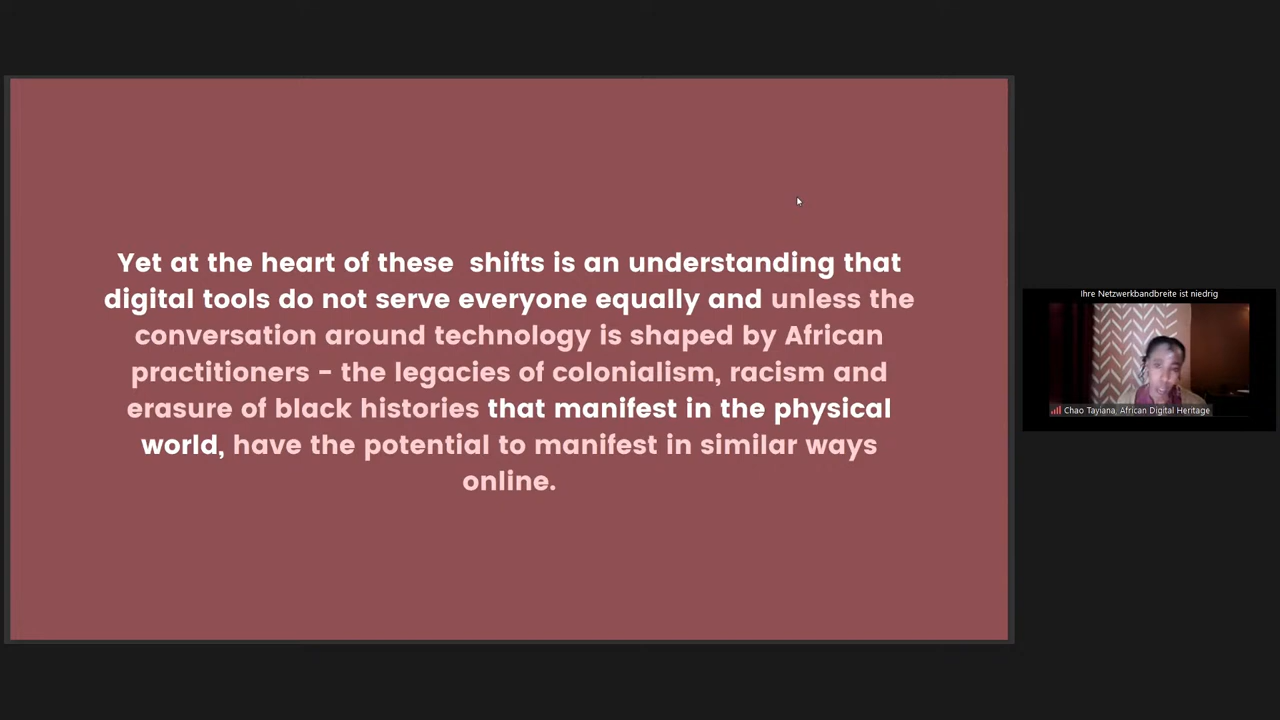 Yet at the heart of these shifts is an understanding that
digital tools do not serve everyone equally and unless the
conversation around technology is shaped by African
practitioners - the legacies of colonialism, racism and
erasure of black histories that manifest in the physical
world, have the potential to manifest in similar ways
online.
Ihre Netzwerkbandbreite ist niedrig
Chao Tayiana, African Digital Heritage